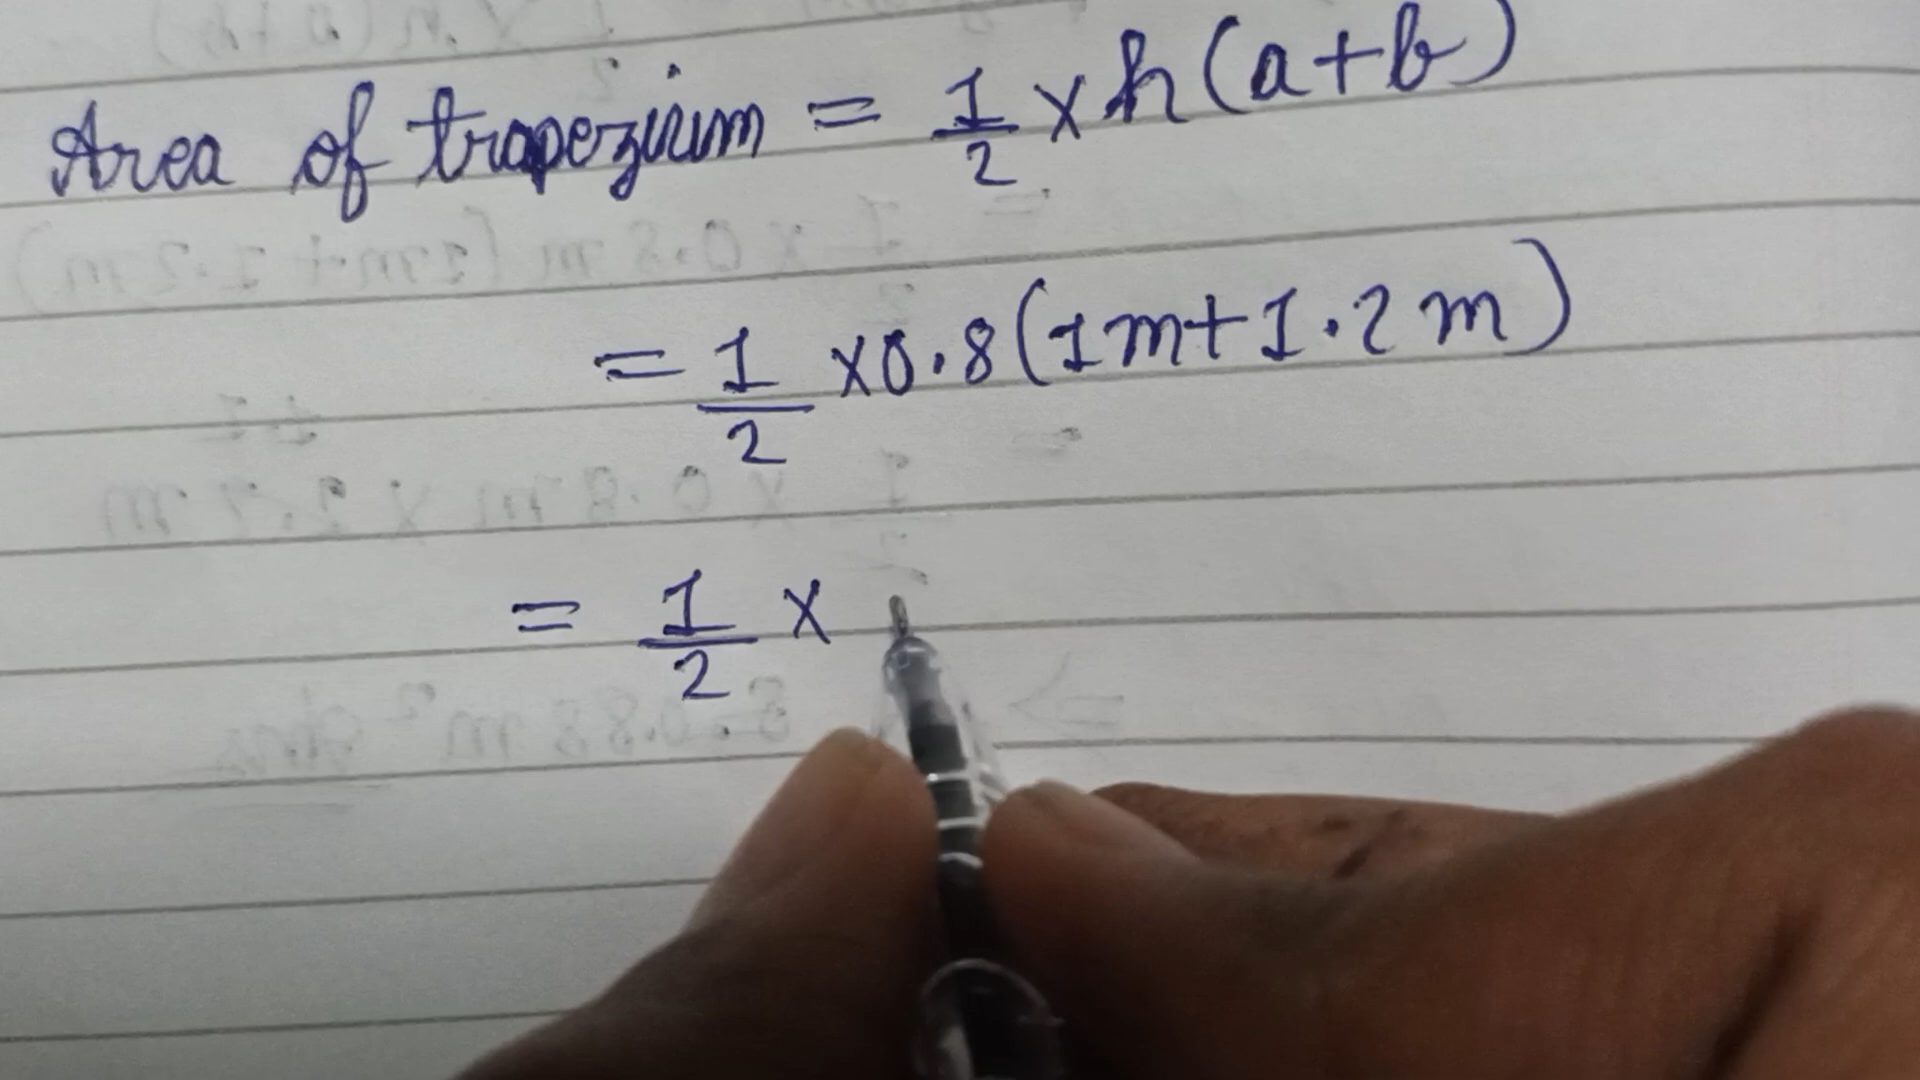 Area of trapezium = 1/2 × h(a+b)
= 1/2 ×0.8(1m+1.2m)
= 1/2 ×